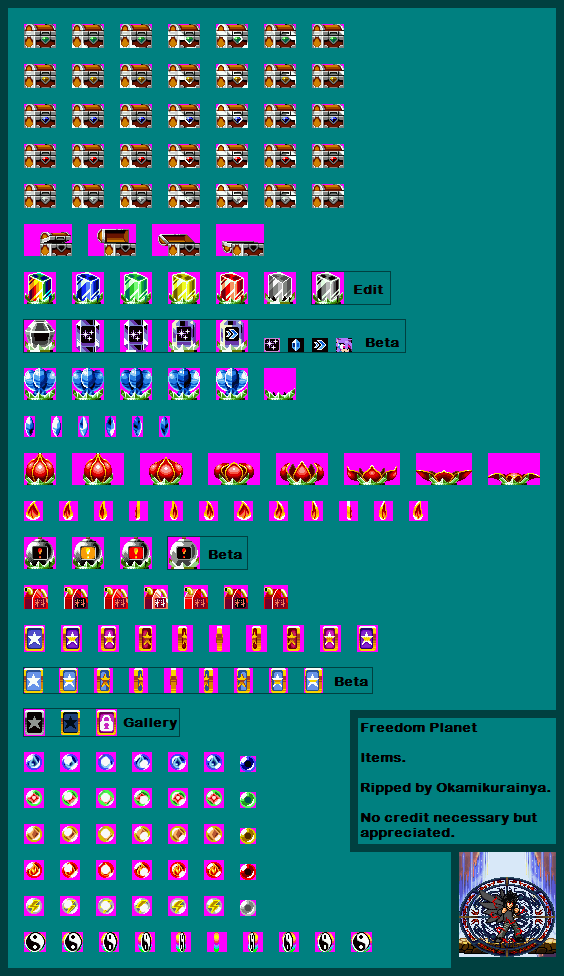 Edit
Beta
Beta
Beta
Gallery
Freedom Planet
Items.
Ripped by Okamikurainya.
No credit necessary but
appreciated.